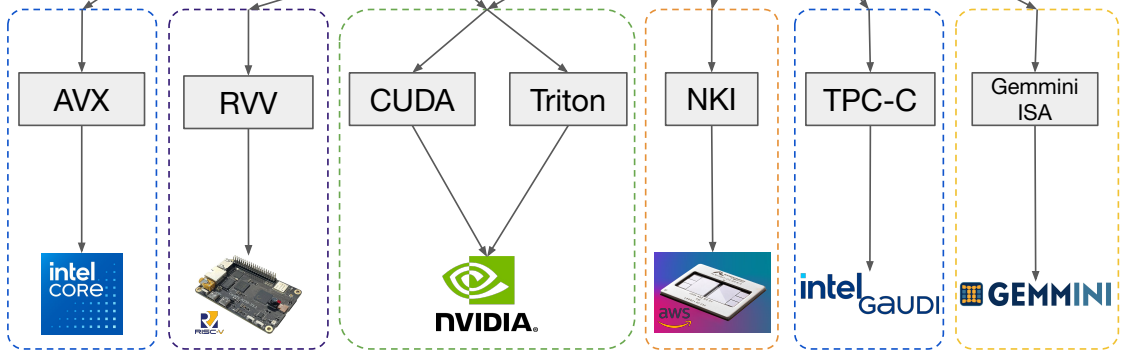 AVX
RVV
CUDA
Triton
NKI
TPC-C
Gemmini
ISA
intel
CORE
RISC-V
NVIDIA
aws
intel
GAUDI
GEMMINI